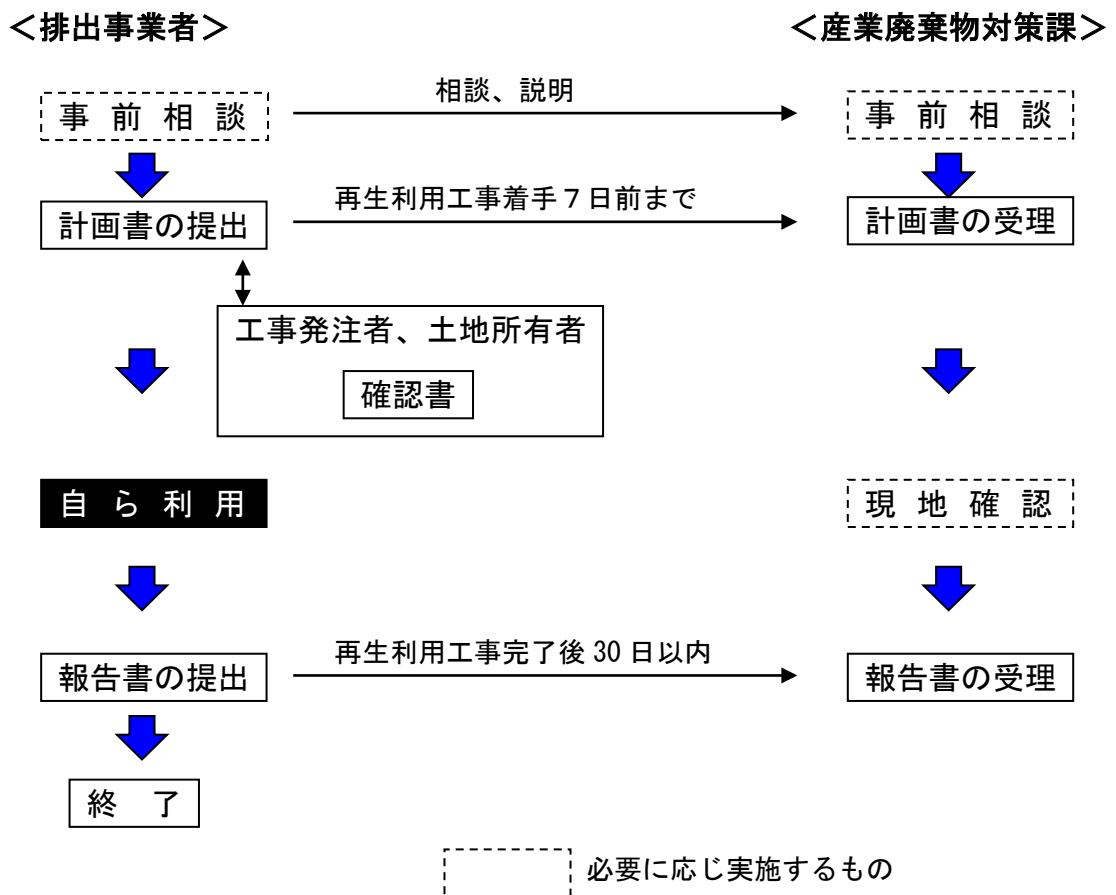 ＜排出事業者＞
＜産業廃棄物対策課＞
事前相談
相談、説明
事前相談
計画書の提出
再生利用工事着手７日前まで
計画書の受理
工事発注者、土地所有者
確認書
自ら利用
現地確認
報告書の提出
再生利用工事完了後30日以内
報告書の受理
終　了
必要に応じ実施するもの